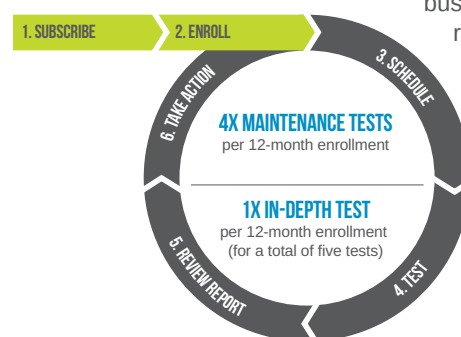 1. SUBSCRIBE
2. ENROLL
3. SCHEDULE
4. TEST
5. REVIEW REPORT
6. TAKE ACTION
4X MAINTENANCE TESTS
per 12-month enrollment
1X IN-DEPTH TEST
per 12-month enrollment
(for a total of five tests)